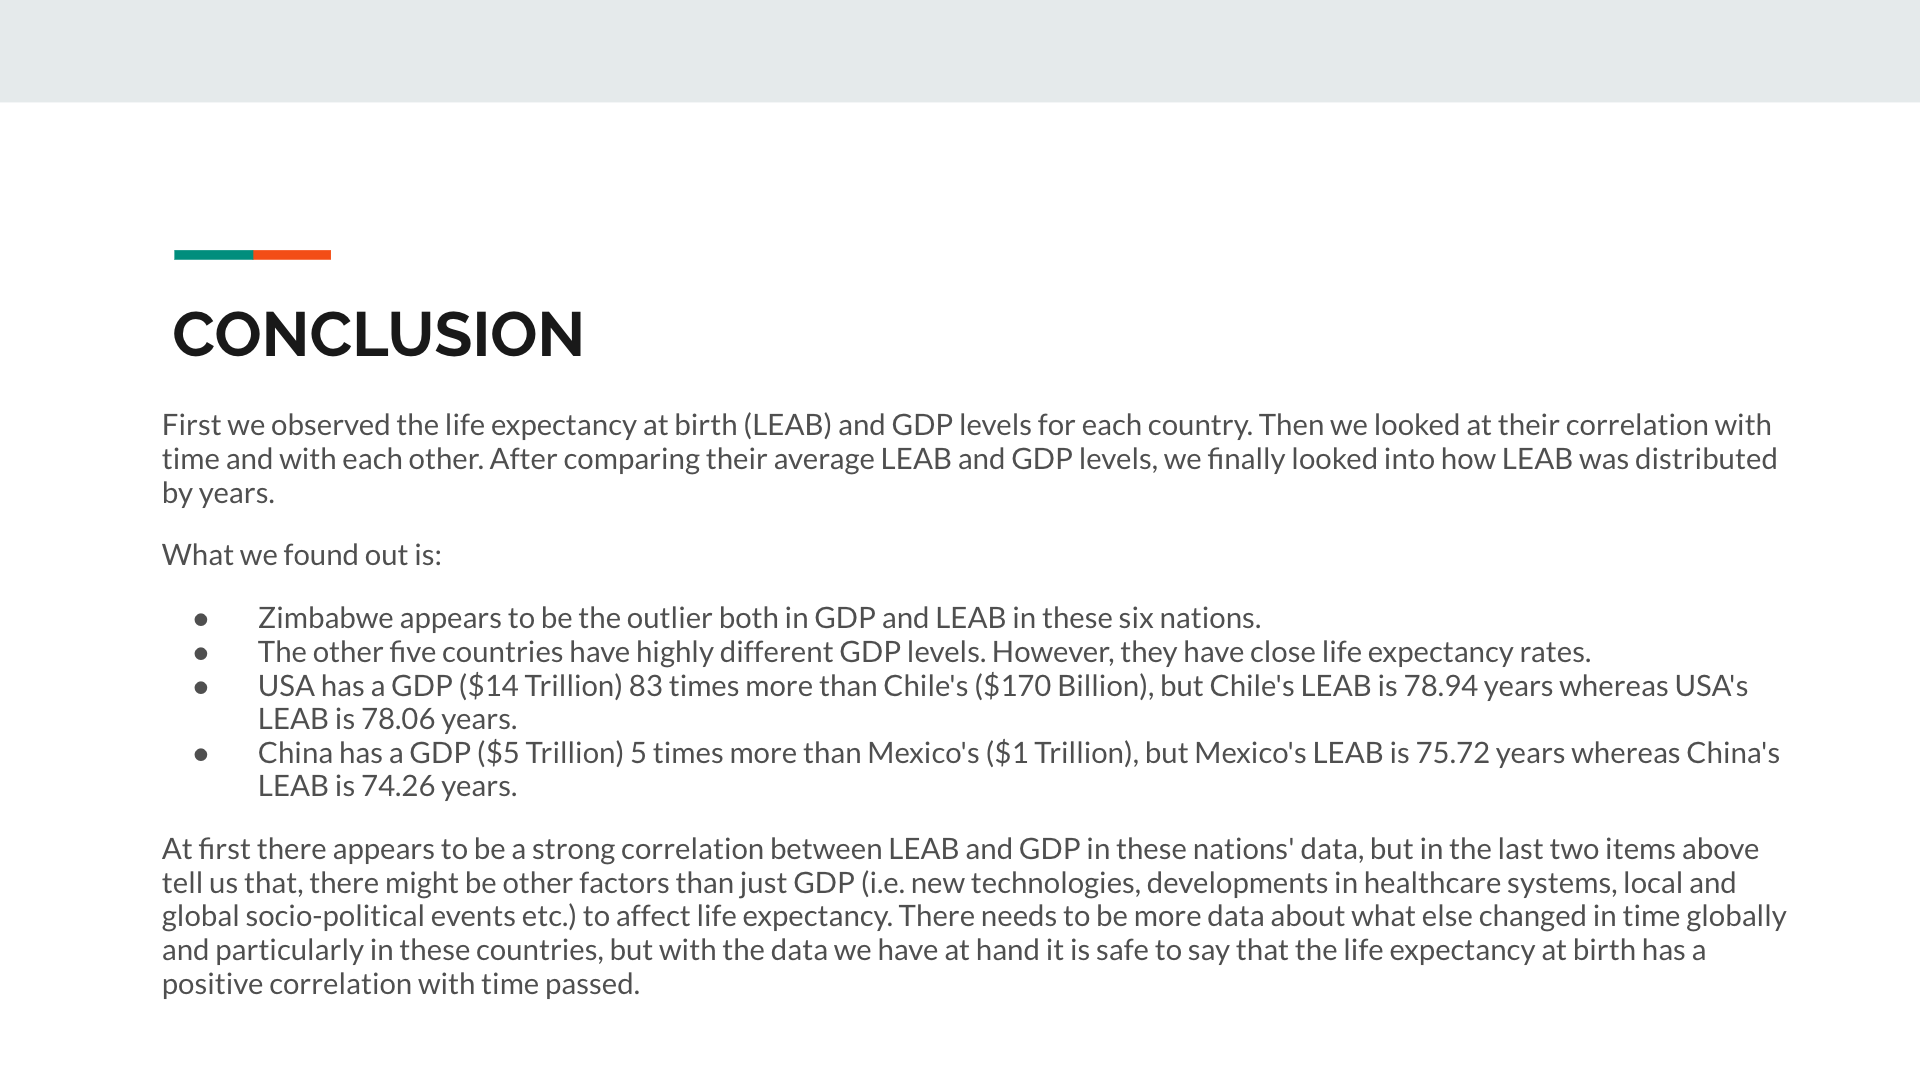 CONCLUSION
First we observed the life expectancy at birth (LEAB) and GDP levels for each country. Then we looked at their correlation with
time and with each other. After comparing their average LEAB and GDP levels, we finally looked into how LEAB was distributed
by years.
What we found out is:
● Zimbabwe appears to be the outlier both in GDP and LEAB in these six nations.
● The other five countries have highly different GDP levels. However, they have close life expectancy rates.
● USA has a GDP ($14 Trillion) 83 times more than Chile's ($170 Billion), but Chile's LEAB is 78.94 years whereas USA's
LEAB is 78.06 years.
● China has a GDP ($5 Trillion) 5 times more than Mexico's ($1 Trillion), but Mexico's LEAB is 75.72 years whereas China's
LEAB is 74.26 years.
At first there appears to be a strong correlation between LEAB and GDP in these nations' data, but in the last two items above
tell us that, there might be other factors than just GDP (i.e. new technologies, developments in healthcare systems, local and
global socio-political events etc.) to affect life expectancy. There needs to be more data about what else changed in time globally
and particularly in these countries, but with the data we have at hand it is safe to say that the life expectancy at birth has a
positive correlation with time passed.